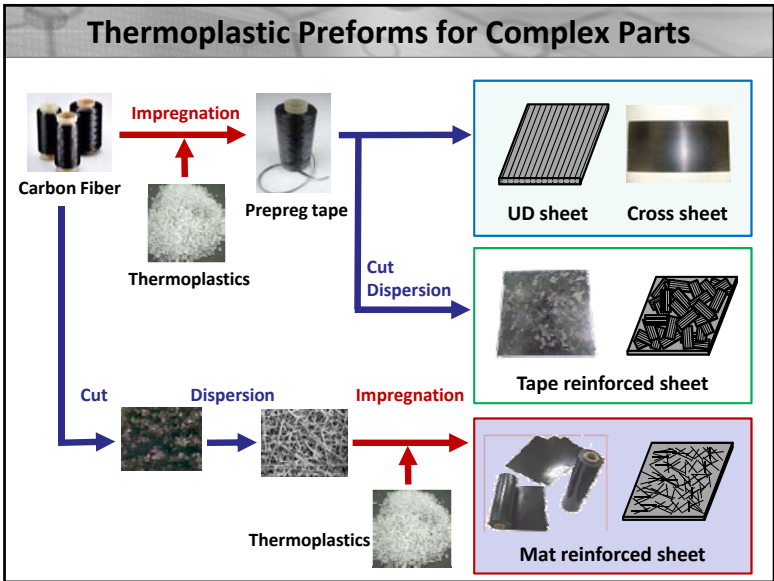 Thermoplastic Preforms for Complex Parts
Impregnation
Carbon Fiber
Prepreg tape
Thermoplastics
UD sheet
Cross sheet
Cut
Dispersion
Tape reinforced sheet
Cut
Dispersion
Impregnation
Thermoplastics
Mat reinforced sheet